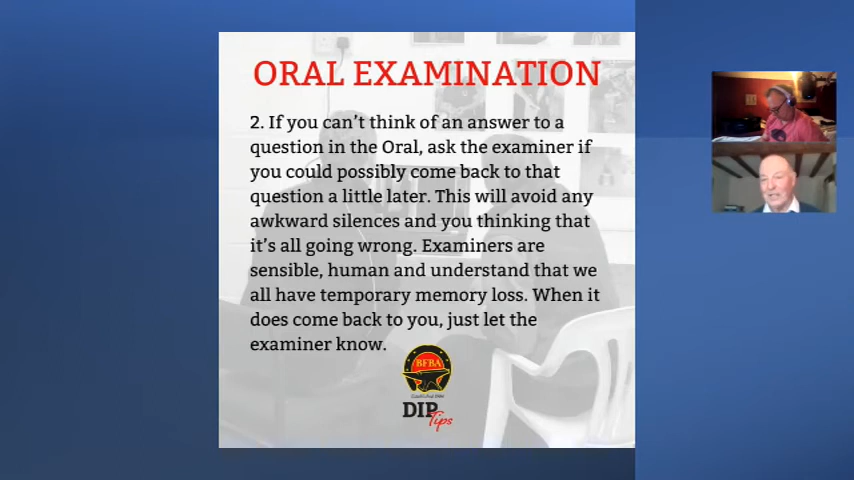 ORAL EXAMINATION
2. If you can't think of an answer to a
question in the Oral, ask the examiner if
you could possibly come back to that
question a little later. This will avoid any
awkward silences and you thinking that
it's all going wrong. Examiners are
sensible, human and understand that we
all have temporary memory loss. When it
does come back to you, just let the
examiner know.
BFBA
DIP
Tips